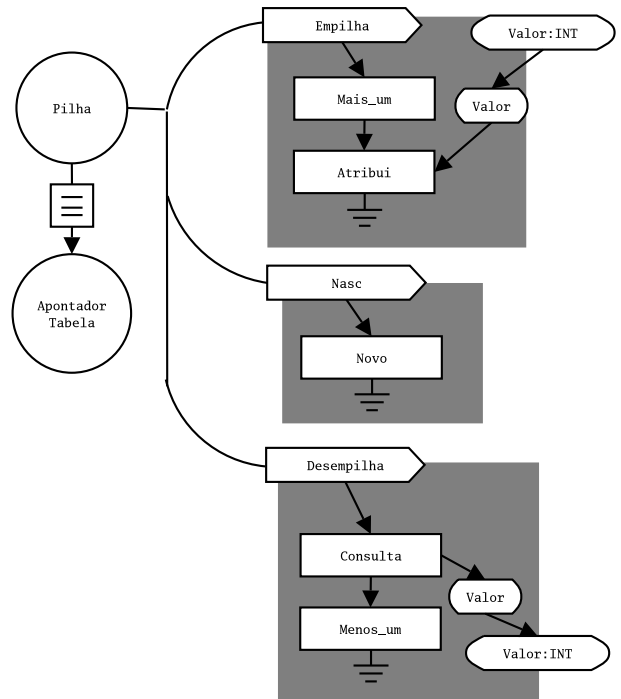 Pilha
Apontador
Tabela
Empilha
Valor:INT
Mais_um
Valor
Atribui
Nasc
Novo
Desempilha
Consulta
Valor
Menos_um
Valor:INT